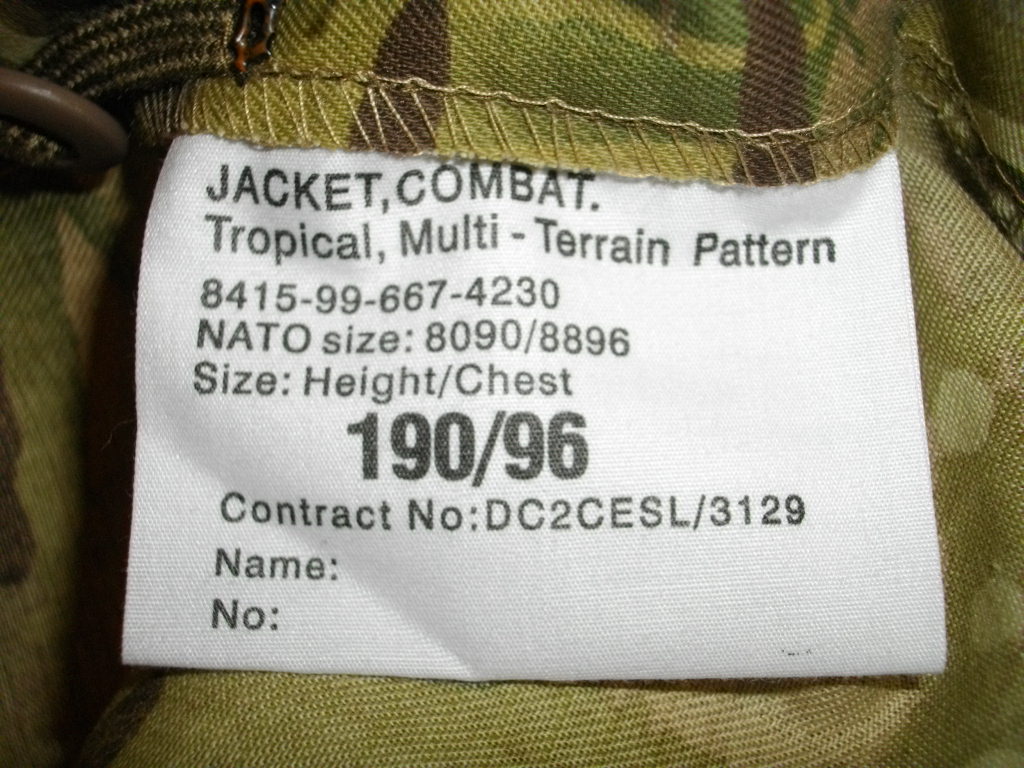 JACKET,COMBAT.
Tropical, Multi - Terrain Pattern
8415-99-667-4230
NATO size: 8090/8896
Size: Height/Chest
190/96
Contract No:DC2CESL/3129
Name:
No: